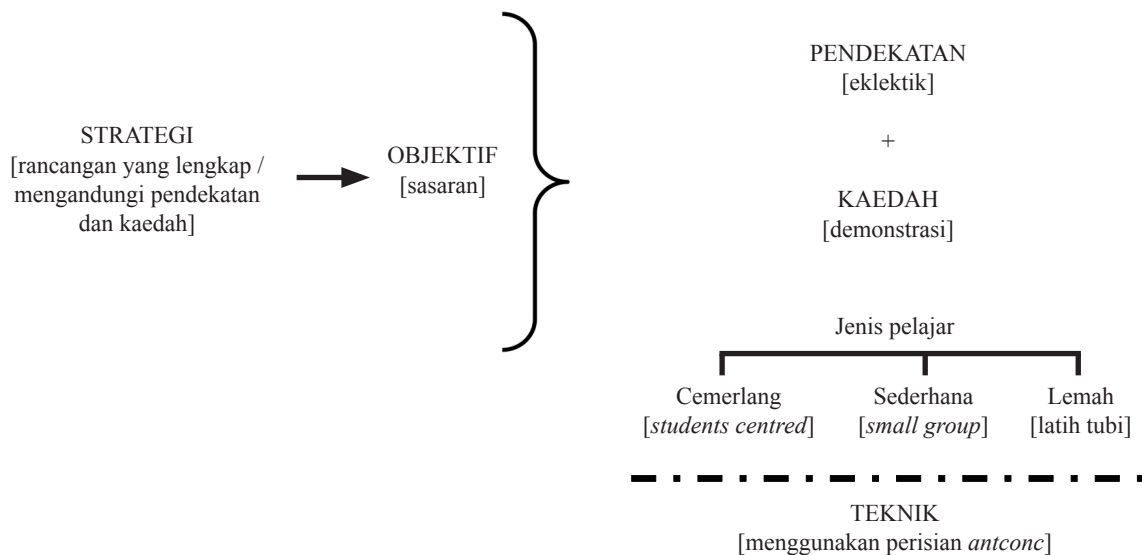 STRATEGI
[rancangan yang lengkap /
mengandungi pendekatan
dan kaedah]
OBJEKTIF
[sasaran]
PENDEKATAN
[eklektik]
+
KAEDAH
[demonstrasi]
Jenis pelajar
Cemerlang
[students centred]
Sederhana
[small group]
Lemah
[latih tubi]
TEKNIK
[menggunakan perisian antconc]